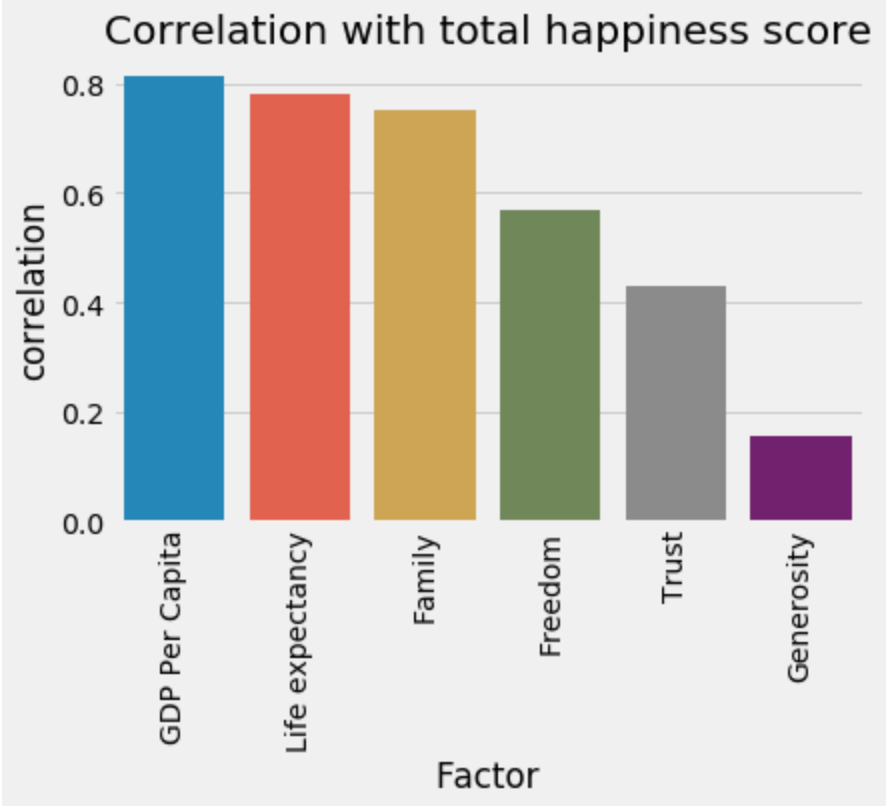 Correlation with total happiness score
correlation
0.8
0.6
0.4
0.2
0.0
GDP Per Capita
Life expectancy
Family
Freedom
Trust
Generosity
Factor